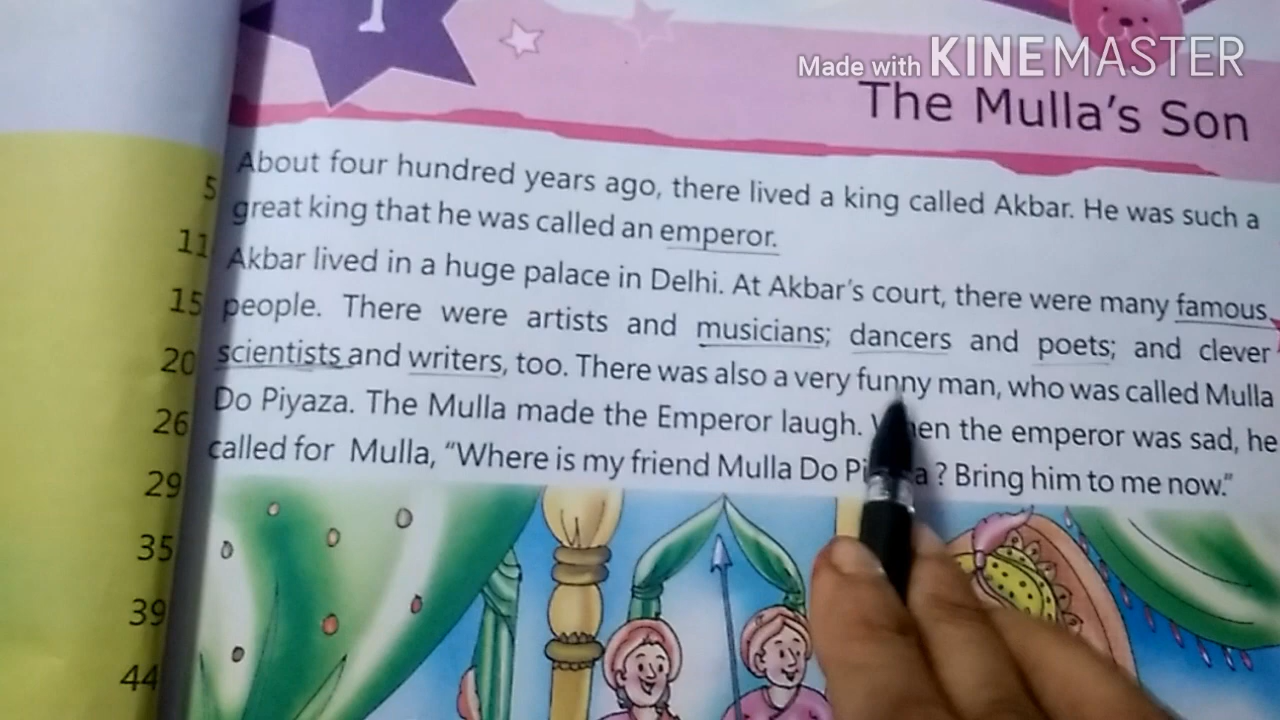 1
Made with KINEMASTER
The Mulla's Son
About four hundred years ago, there lived a king called Akbar. He was such a
great king that he was called an emperor.
Akbar lived in a huge palace in Delhi. At Akbar's court, there were many famous
people. There were artists and musicians; dancers and poets; and clever
scientists and writers, too. There was also a very funny man, who was called Mulla
Do Piyaza. The Mulla made the Emperor laugh. When the emperor was sad, he
called for Mulla, “Where is my friend Mulla Do Pi a ? Bring him to me now.”
5
11
15
20
26
29
35
39
44